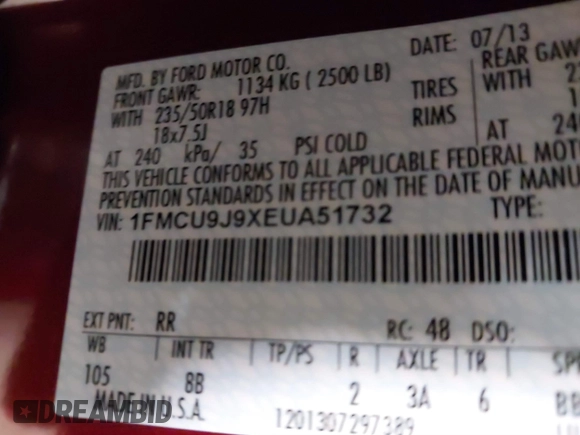 DATE: 07/13
MFD. BY FORD MOTOR CO.
FRONT GAWR: 1134 KG ( 2500 LB)
REAR GAW
WITH 235/50R18 97H TIRES WITH
18x7.5J RIMS
AT 240 kPa/ 35 PSI COLD AT 240
THIS VEHICLE CONFORMS TO ALL APPLICABLE FEDERAL MOT
PREVENTION STANDARDS IN EFFECT ON THE DATE OF MANU
VIN: 1FMCU9J9XEUA51732 TYPE:
EXT PNT: RR RC: 48 DSO:
WB INT TR TP/PS R AXLE TR SPR
105 8B 2 3A 6 BB
MADE IN U.S.A.
1201307297389
DREAMBID